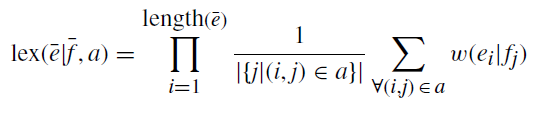 lex(ē|f̄, a) = ∏_{i=1}^{length(ē)} 1 / |{j|(i, j) ∈ a}| ∑_{∀(i,j) ∈ a} w(e_i|f_j)